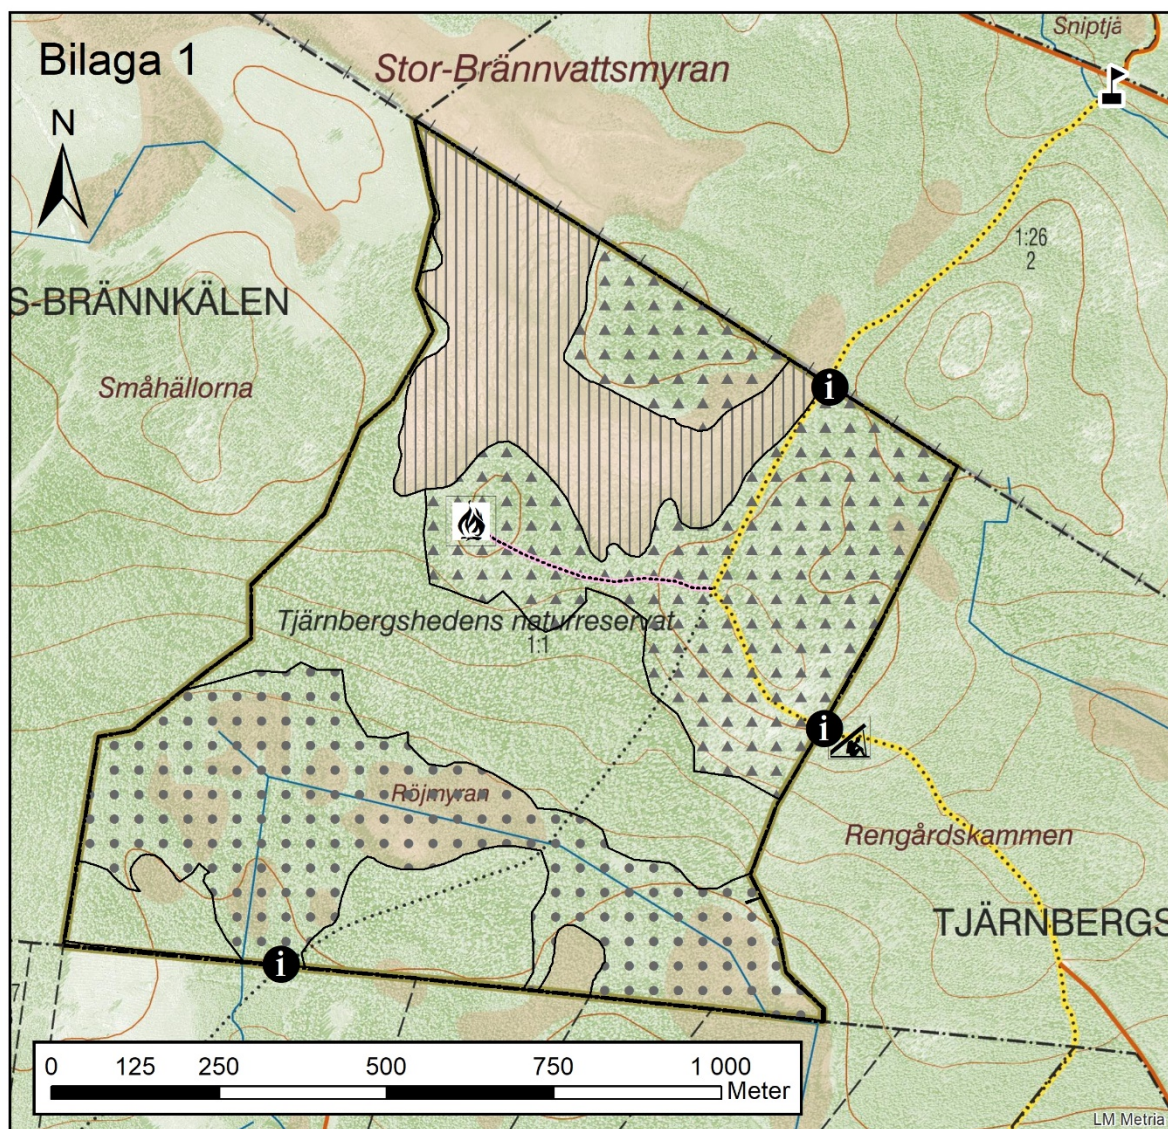 Bilaga 1
Sniptjä
Stor-Brännvattsmyran
N
1:26
2
S-BRÄNNKÄLEN
Småhällorna
i
Tjärnbergshedens naturreservat
1:1
i
Röjmyran
Rengårdskammen
TJÄRNBERGS
i
7
0 125 250 500 750 1 000
Meter
LM Metria